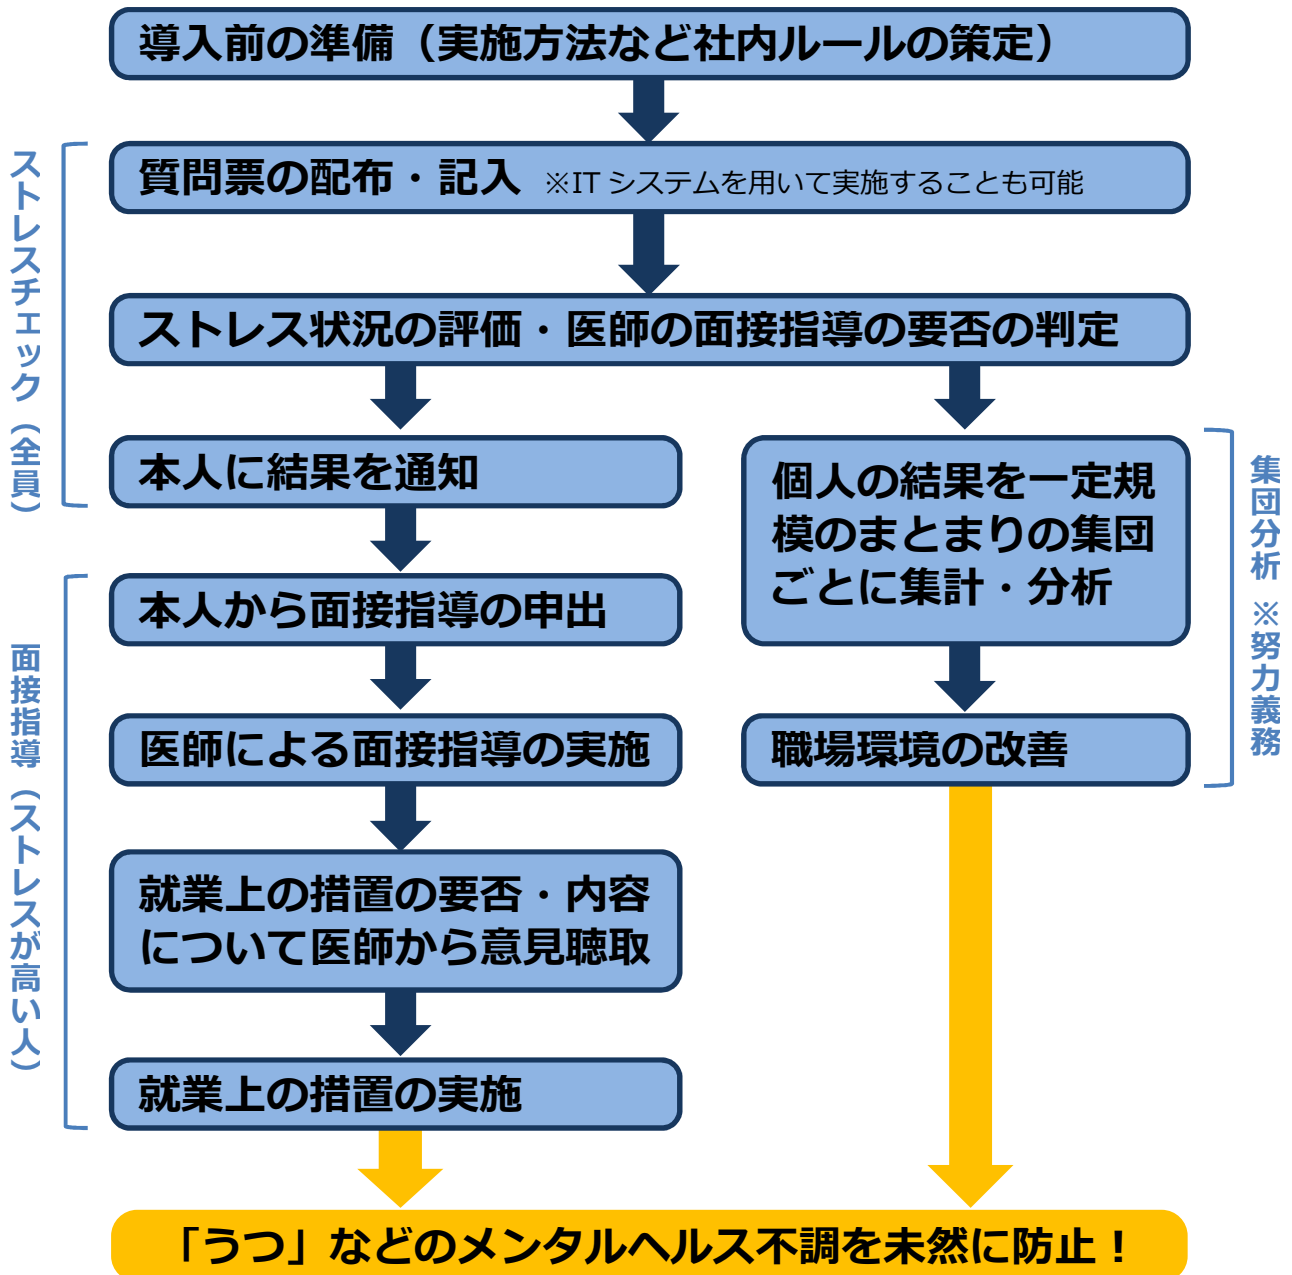 導入前の準備（実施方法など社内ルールの策定）
ストレスチェック（全員）
質問票の配布・記入 ※IT システムを用いて実施することも可能
ストレス状況の評価・医師の面接指導の要否の判定
本人に結果を通知
面接指導（ストレスが高い人）
本人から面接指導の申出
医師による面接指導の実施
就業上の措置の要否・内容
について医師から意見聴取
就業上の措置の実施
集団分析 ※努力義務
個人の結果を一定規
模のまとまりの集団
ごとに集計・分析
職場環境の改善
「うつ」などのメンタルヘルス不調を未然に防止！